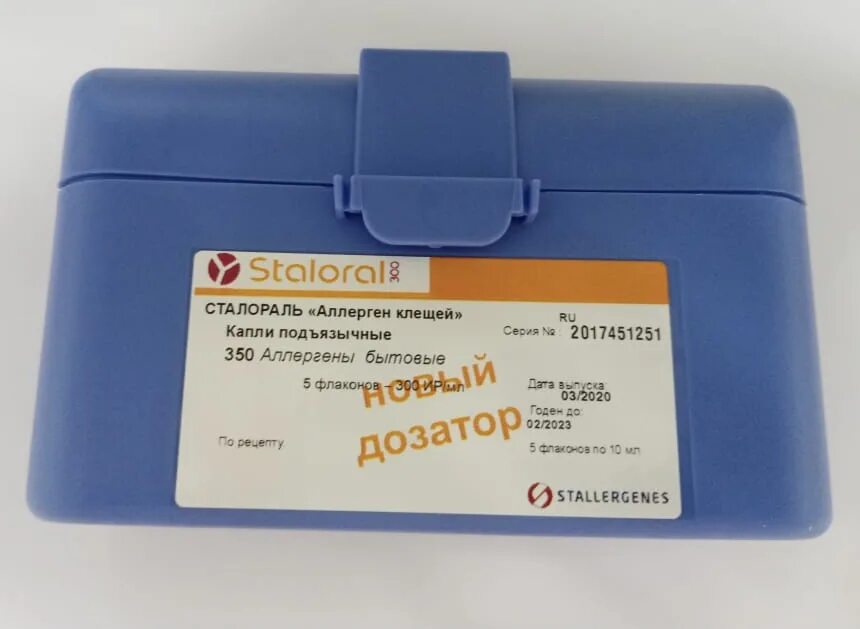 Staloral 300
СТАЛОРАЛЬ «Аллерген клещей»
Капли подъязычные
350 Аллергены бытовые
5 флаконов – 300 ИР/мл
По рецепту
новый
дозатор
RU
Серия № : 2017451251
Дата выпуска:
03/2020
Годен до:
02/2023
5 флаконов по 10 мл
STALLERGENES